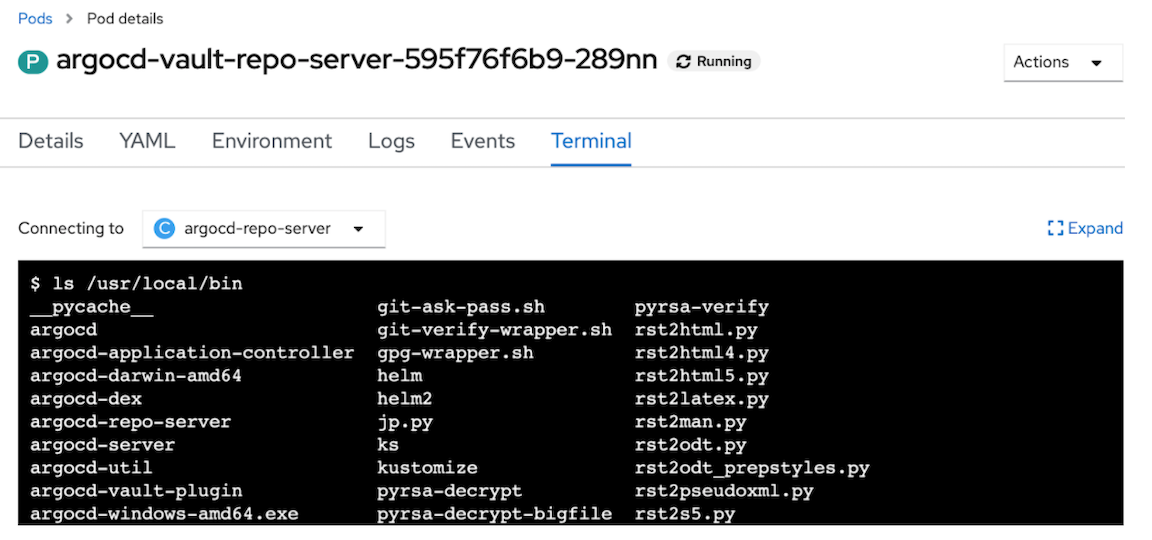 Pods > Pod details
P argocd-vault-repo-server-595f76f6b9-289nn Running
Actions
Details YAML Environment Logs Events Terminal
Connecting to C argocd-repo-server
Expand
$ ls /usr/local/bin
__pycache__ git-ask-pass.sh pyrsa-verify
argocd git-verify-wrapper.sh rst2html.py
argocd-application-controller gpg-wrapper.sh rst2html4.py
argocd-darwin-amd64 helm rst2html5.py
argocd-dex helm2 rst2latex.py
argocd-repo-server jp.py rst2man.py
argocd-server ks rst2odt.py
argocd-util kustomize rst2odt_prepstyles.py
argocd-vault-plugin pyrsa-decrypt rst2pseudoxml.py
argocd-windows-amd64.exe pyrsa-decrypt-bigfile rst2s5.py